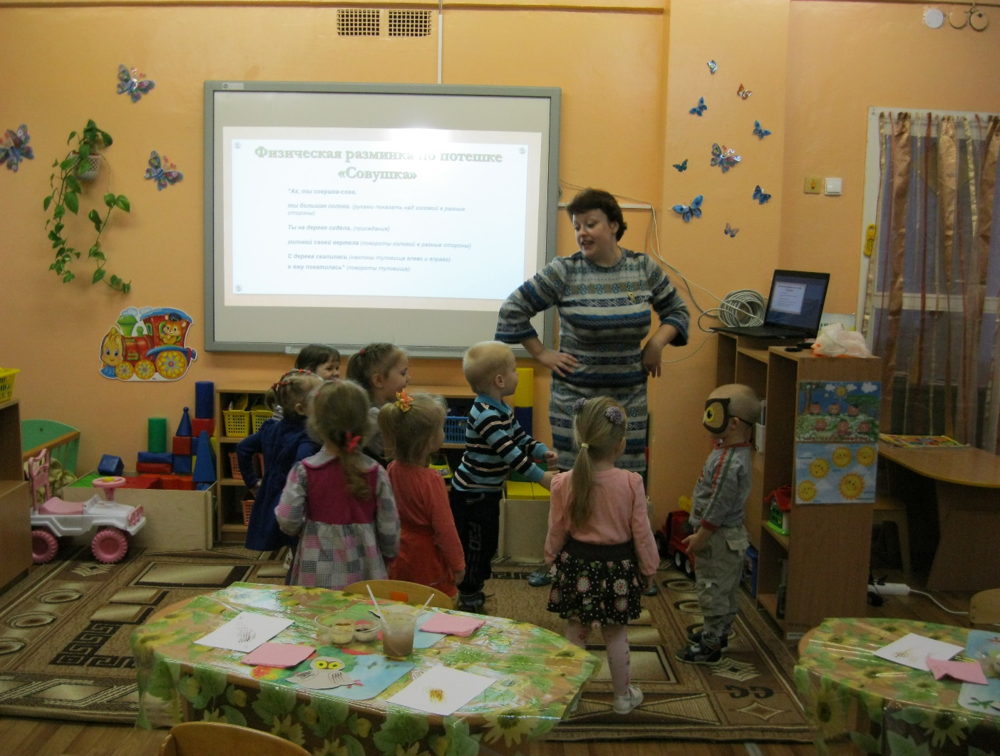 Физическая разминка по потешке
«Совушка»
"Ах, ты совушка-сова,
ты большая голова. (руками показать над головой в разные
стороны)
Ты на дереве сидела, (приседания)
головой своей вертела (повороты головой в разные стороны)
С дерева свалилась (наклоны туловища влево и вправо)
в яму покатилась" (повороты туловища).